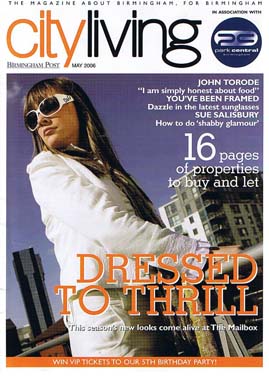 THE MAGAZINE ABOUT BIRMINGHAM, FOR BIRMINGHAM
IN ASSOCIATION WITH
cityliving
park central
birmingham
BIRMINGHAM POST
MAY 2006
JOHN TORODE
"I am simply honest about food"
YOU'VE BEEN FRAMED
Dazzle in the latest sunglasses
SUE SALISBURY
How to do 'shabby glamour'
16 pages
of properties
to buy and let
DRESSED
TO THRILL
This season's new looks come alive at The Mailbox
WIN VIP TICKETS TO OUR 5TH BIRTHDAY PARTY!